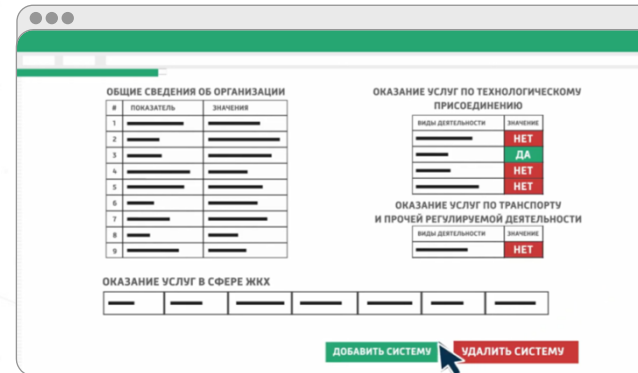 ОБЩИЕ СВЕДЕНИЯ ОБ ОРГАНИЗАЦИИ
# ПОКАЗАТЕЛЬ ЗНАЧЕНИЯ
1
2
3
4
5
6
7
8
9
ОКАЗАНИЕ УСЛУГ ПО ТЕХНОЛОГИЧЕСКОМУ
ПРИСОЕДИНЕНИЮ
ВИДЫ ДЕЯТЕЛЬНОСТИ ЗНАЧЕНИЕ
НЕТ
ДА
НЕТ
НЕТ
ОКАЗАНИЕ УСЛУГ ПО ТРАНСПОРТУ
И ПРОЧЕЙ РЕГУЛИРУЕМОЙ ДЕЯТЕЛЬНОСТИ
ВИДЫ ДЕЯТЕЛЬНОСТИ ЗНАЧЕНИЕ
НЕТ
ОКАЗАНИЕ УСЛУГ В СФЕРЕ ЖКХ
ДОБАВИТЬ СИСТЕМУ УДАЛИТЬ СИСТЕМУ